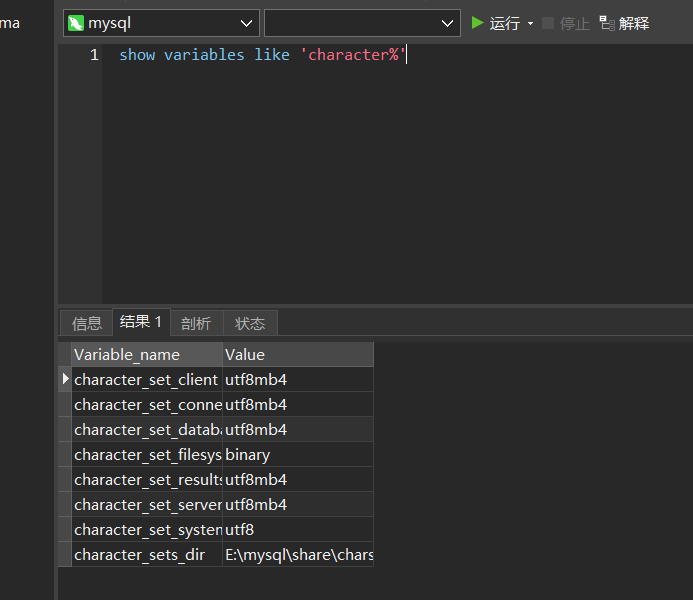 ma
mysql
运行
停止
解释
1 show variables like 'character%'
信息 结果 1 剖析 状态
Variable_name Value
character_set_client utf8mb4
character_set_conne utf8mb4
character_set_databa utf8mb4
character_set_filesys binary
character_set_results utf8mb4
character_set_server utf8mb4
character_set_system utf8
character_sets_dir E:\mysql\share\chars